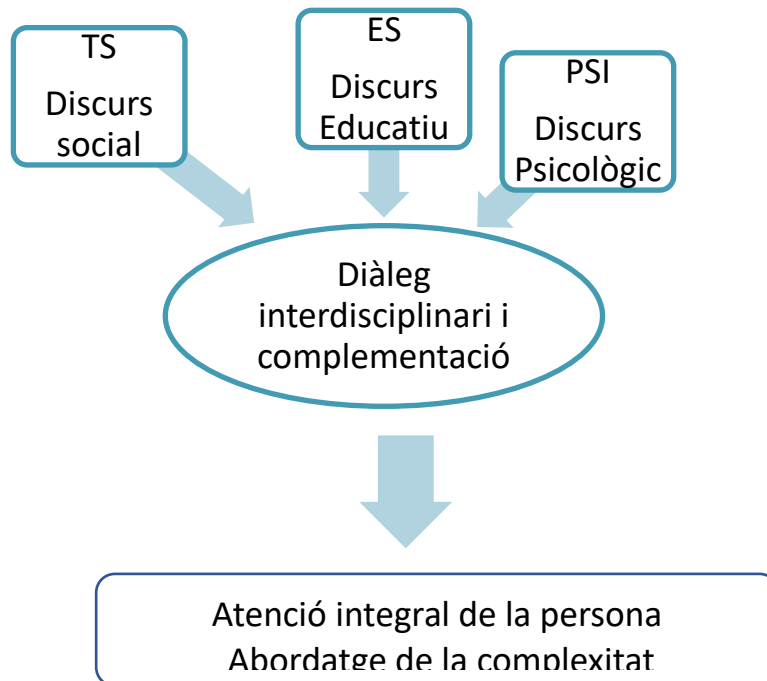 TS
Discurs
social
ES
Discurs
Educatiu
PSI
Discurs
Psicològic
Diàleg
interdisciplinari i
complementació
Atenció integral de la persona
Abordatge de la complexitat